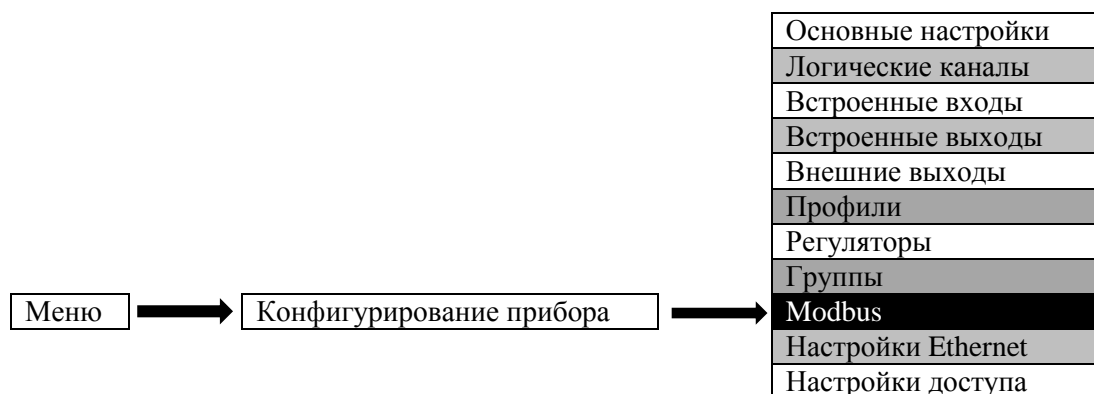 Основные настройки
Логические каналы
Встроенные входы
Встроенные выходы
Внешние выходы
Профили
Регуляторы
Группы
Меню
Конфигурирование прибора
Modbus
Настройки Ethernet
Настройки доступа